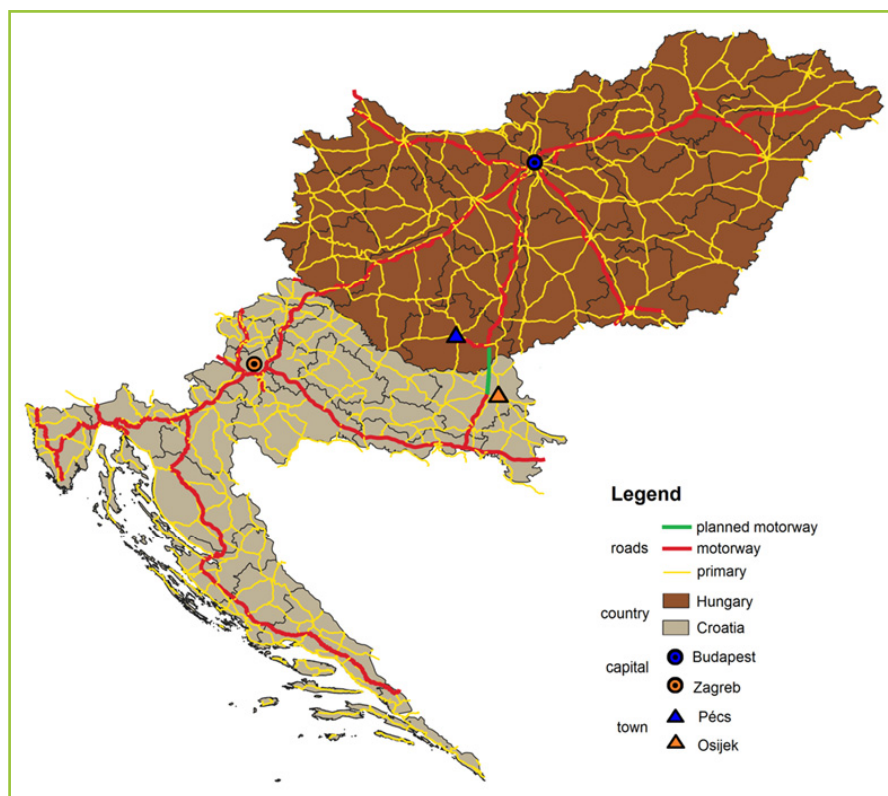 Legend
roads
planned motorway
motorway
primary
country
Hungary
Croatia
capital
Budapest
Zagreb
town
Pécs
Osijek